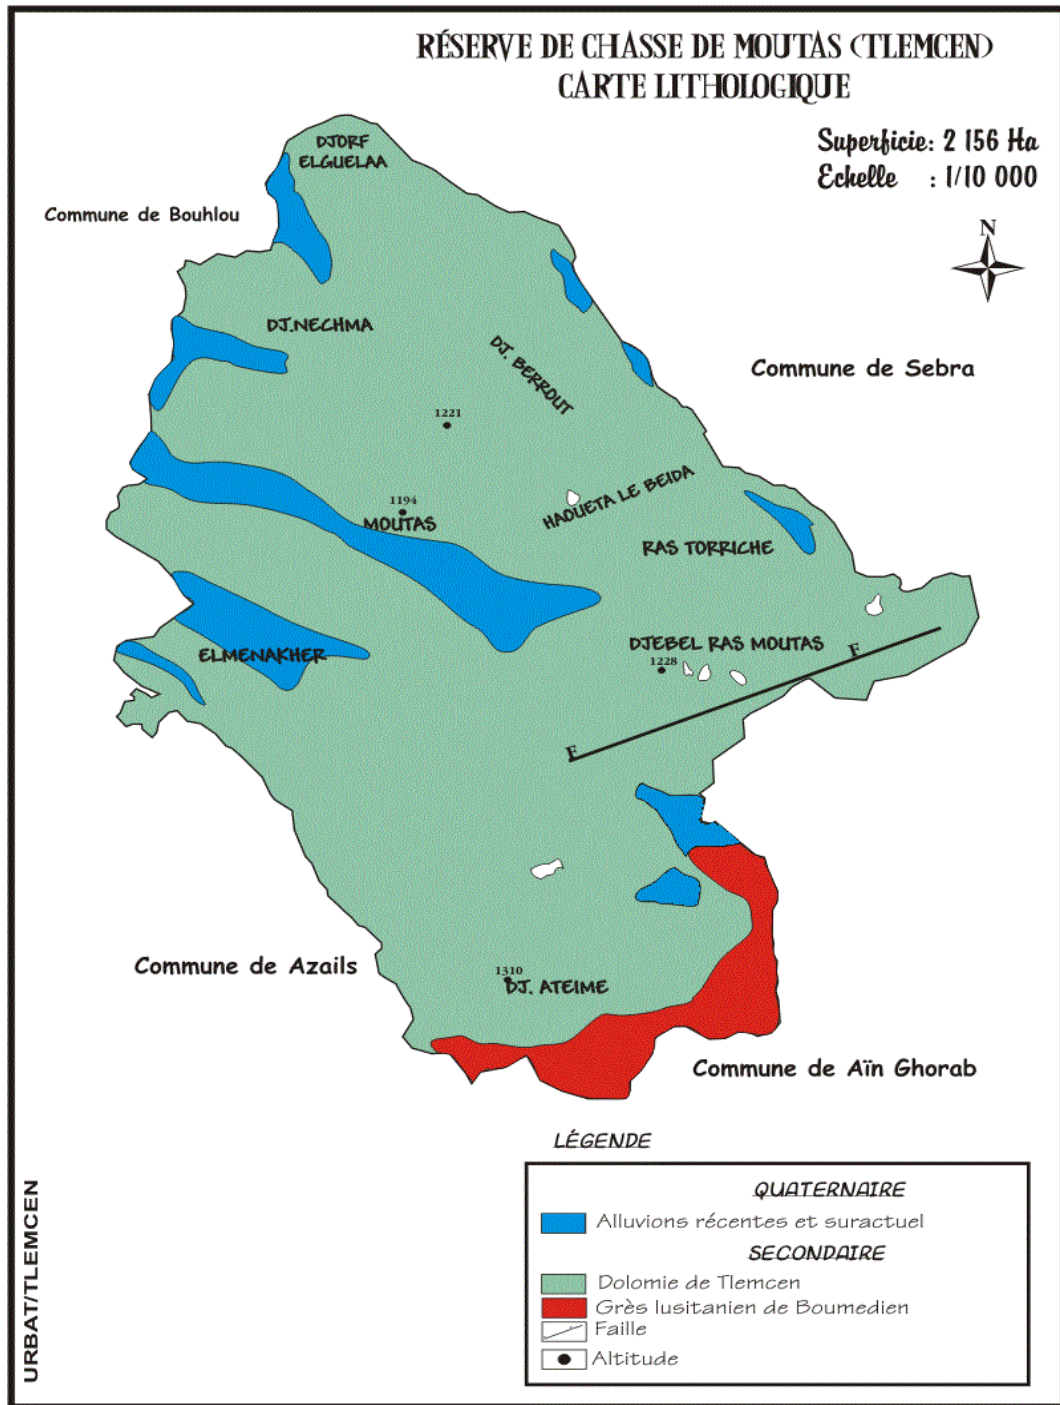 RÉSERVE DE CHASSE DE MOUTAS (TLEMCEN)
CARTE LITHOLOGIQUE
Superficie: 2 156 Ha
Echelle : 1/10 000
N
DJORF
ELGUELAA
Commune de Bouhlou
DJ.NECHMA
DJ. BERROUT
Commune de Sebra
1221
HAOUETA LE BEIDA
1194
MOUTAS
RAS TORRICHE
ELMENAKHER
DJEBEL RAS MOUTAS
1228
F
F
Commune de Azails
1310
DJ. ATEIME
Commune de Aïn Ghorab
LÉGENDE
QUATERNAIRE
Alluvions récentes et suractuel
SECONDAIRE
Dolomie de Tlemcen
Grès lusitanien de Boumedien
Faille
Altitude
URBAT/TLEMCEN